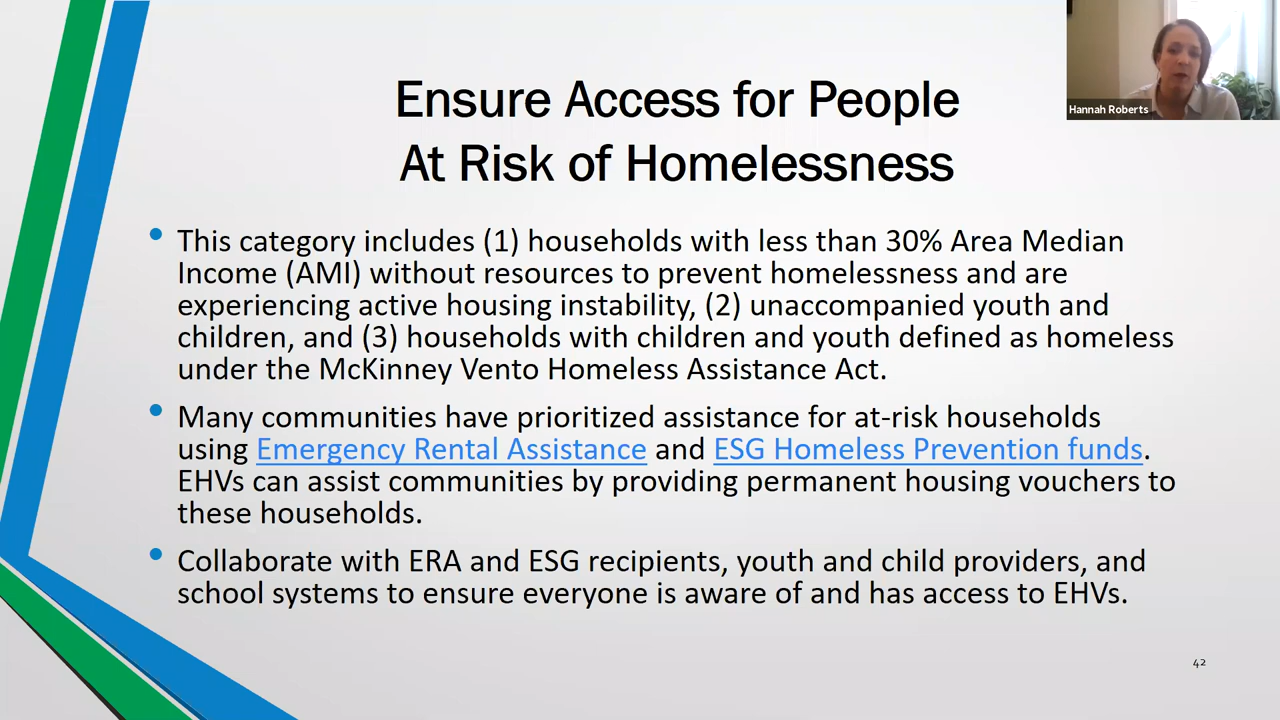 Ensure Access for People
At Risk of Homelessness
Hannah Roberts
• This category includes (1) households with less than 30% Area Median
Income (AMI) without resources to prevent homelessness and are
experiencing active housing instability, (2) unaccompanied youth and
children, and (3) households with children and youth defined as homeless
under the McKinney Vento Homeless Assistance Act.
• Many communities have prioritized assistance for at-risk households
using Emergency Rental Assistance and ESG Homeless Prevention funds.
EHVs can assist communities by providing permanent housing vouchers to
these households.
• Collaborate with ERA and ESG recipients, youth and child providers, and
school systems to ensure everyone is aware of and has access to EHVs.
42